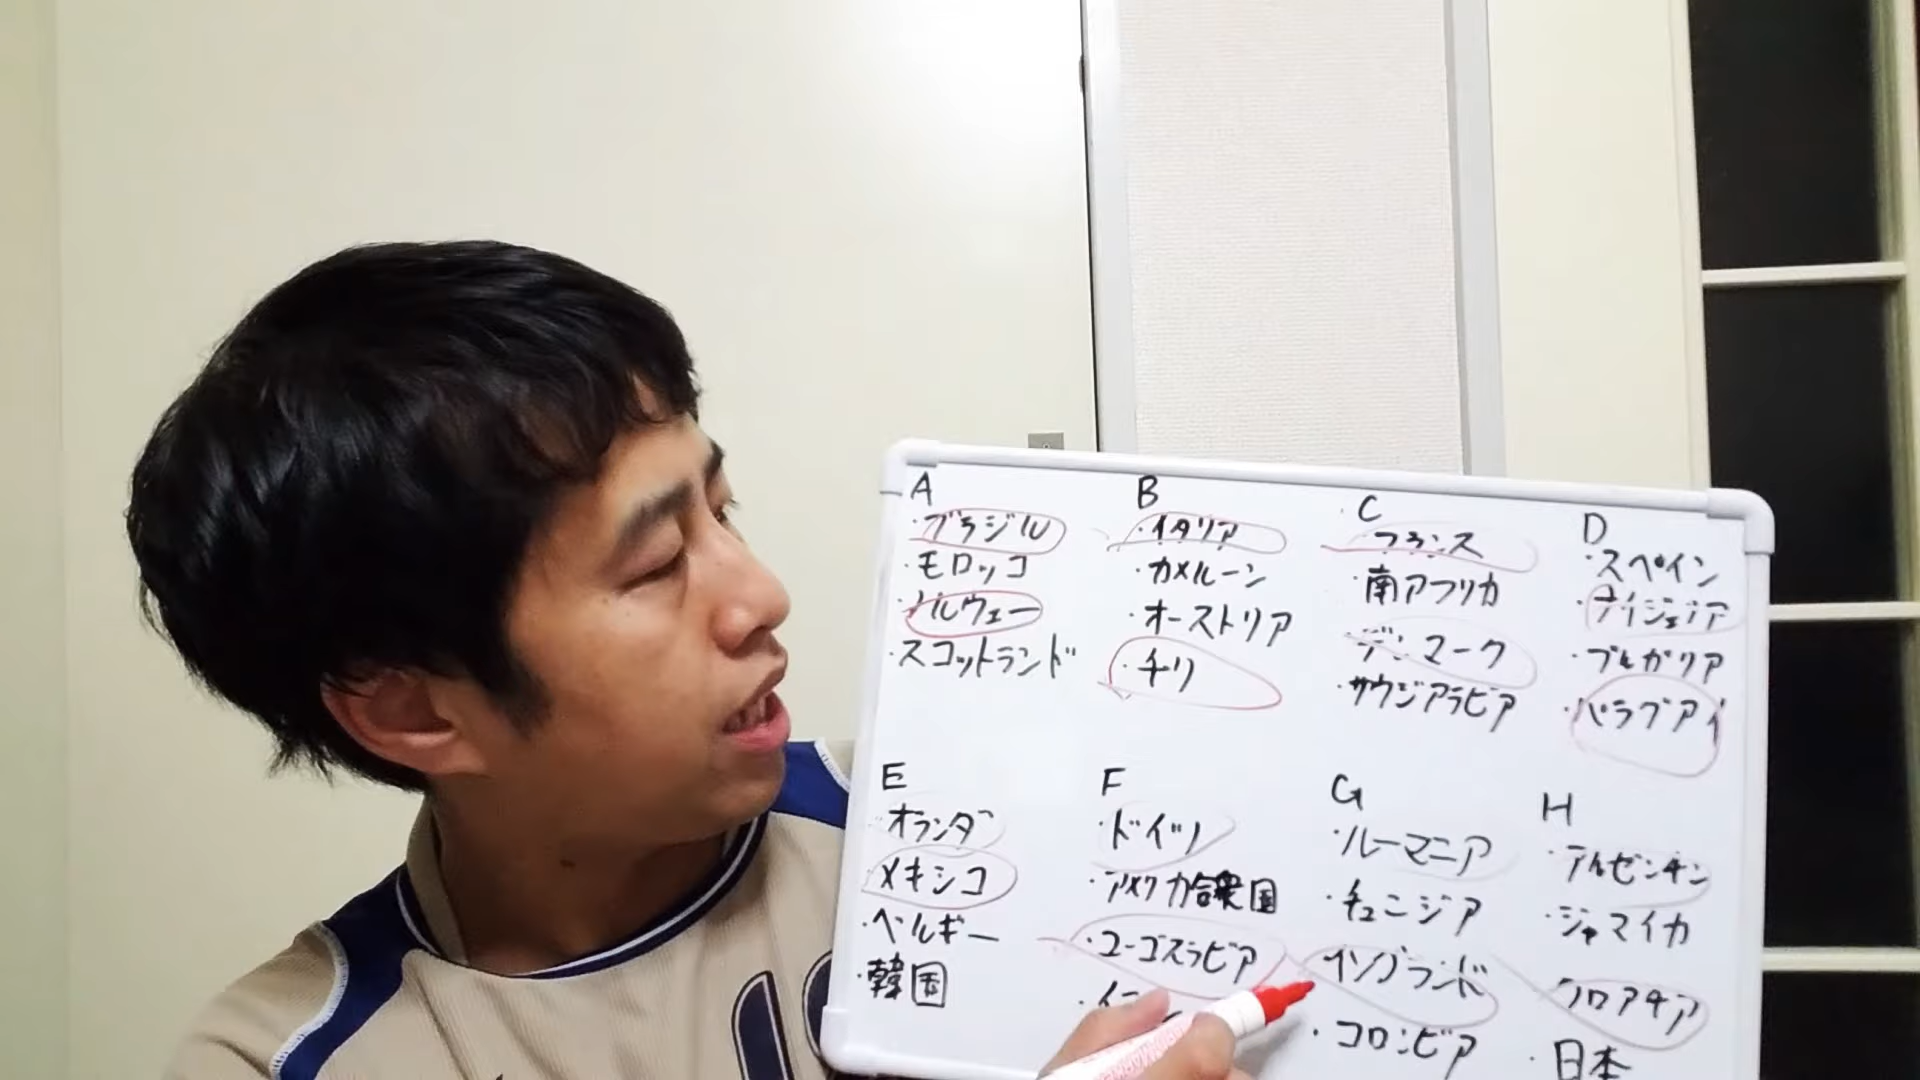 A
・ブラジル
・モロッコ
・ノルウェー
・スコットランド
B
・イタリア
・カメルーン
・オーストリア
・チリ
C
・フランス
・南アフリカ
・デンマーク
・サウジアラビア
D
・スペイン
・ナイジェリア
・ブルガリア
・パラグアイ
E
・オランダ
・メキシコ
・ベルギー
・韓国
F
・ドイツ
・アメリカ合衆国
・ユーゴスラビア
G
・ルーマニア
・チュニジア
イングランド
・コロンビア
H
・アルゼンチン
・ジャマイカ
クロアチア
・日本